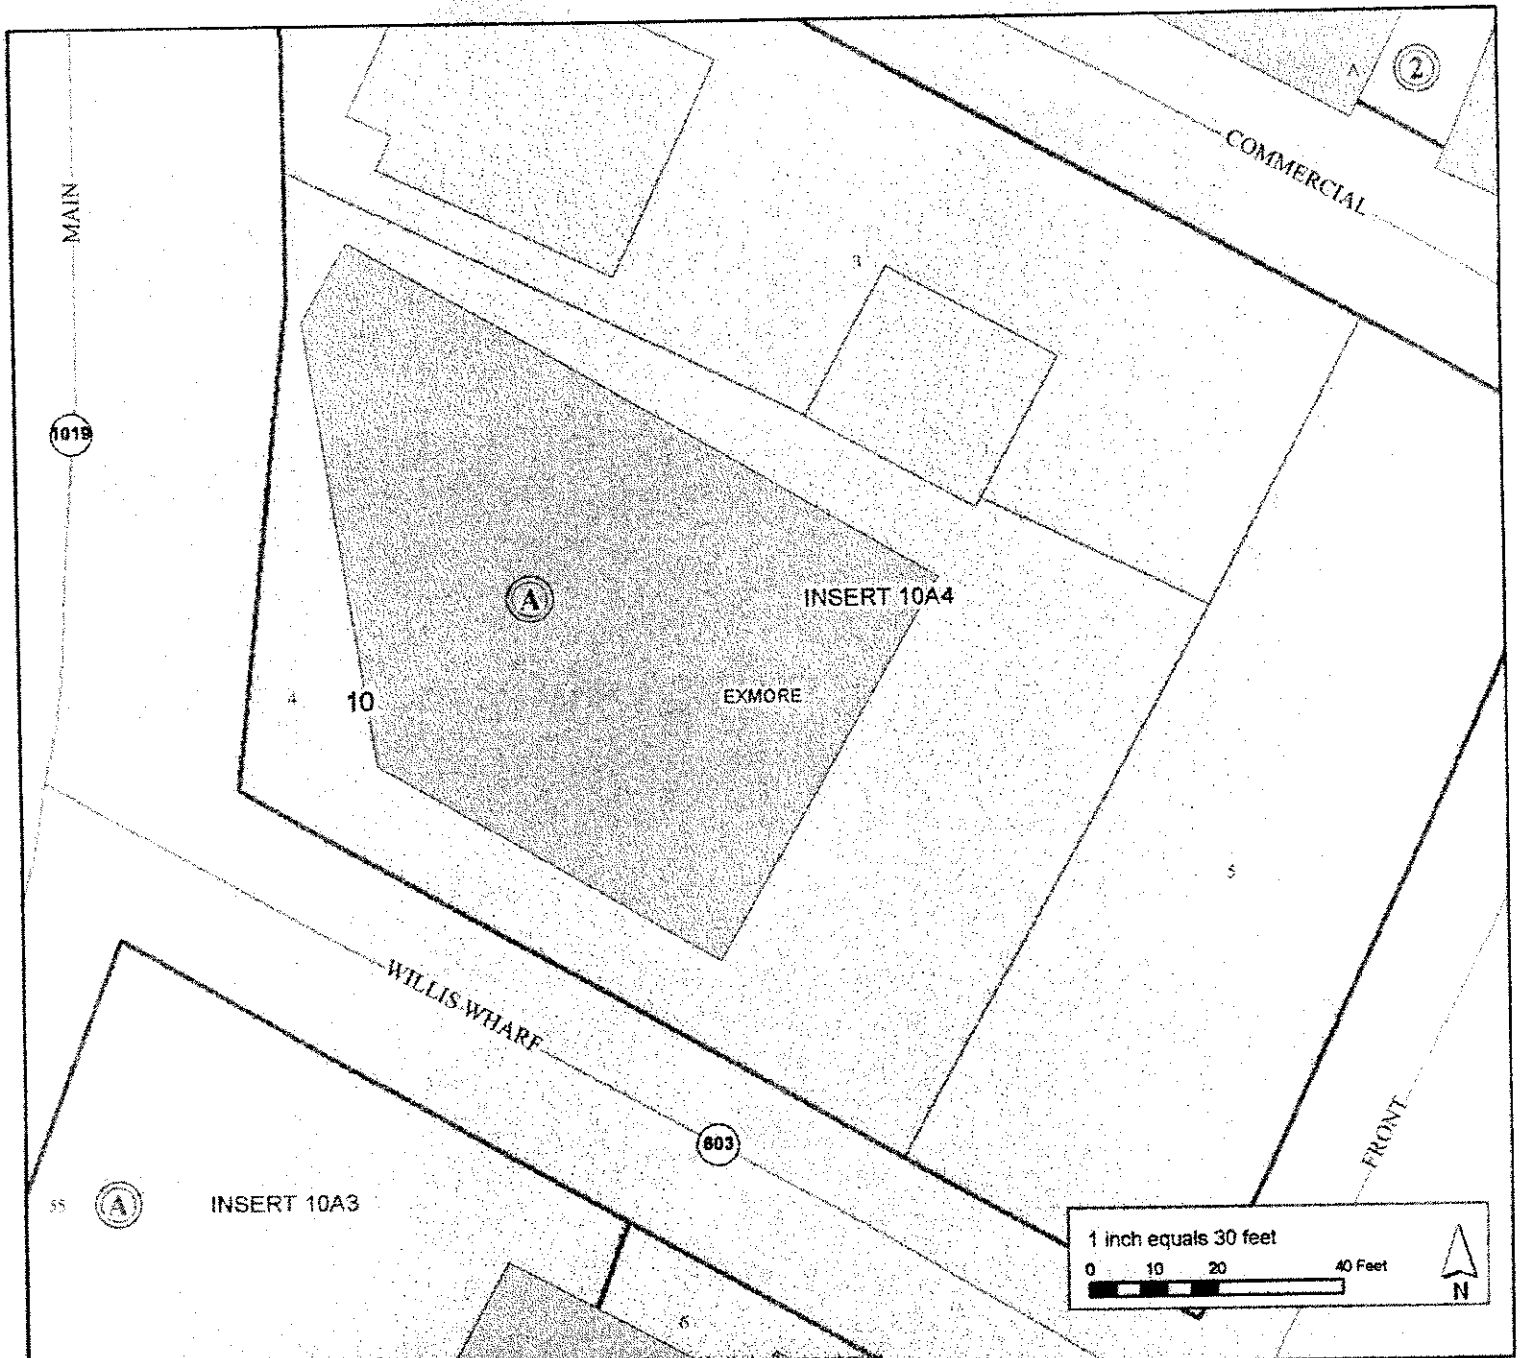 A
2
COMMERCIAL
MAIN
3
1019
A
INSERT 10A4
EXMORE
4
10
5
WILLIS WHARF
603
FRONT
55
A
INSERT 10A3
6
1 inch equals 30 feet
0 10 20 40 Feet
N